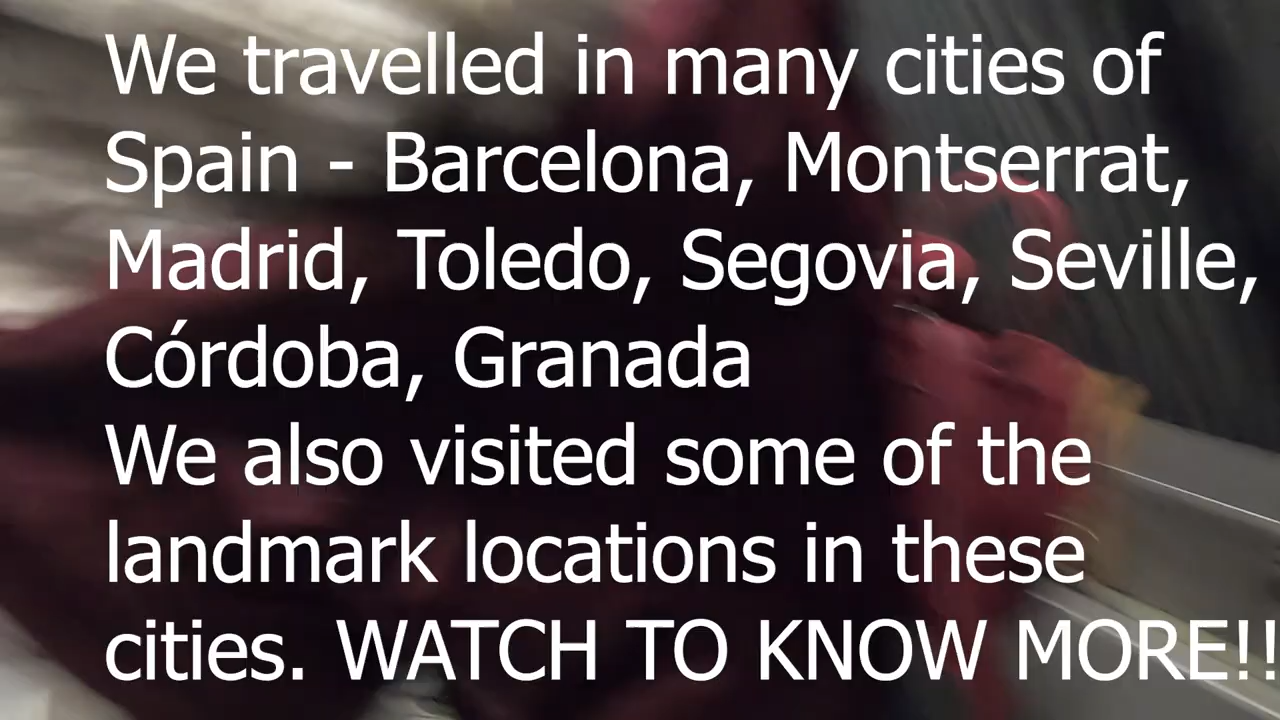 We travelled in many cities of
Spain - Barcelona, Montserrat,
Madrid, Toledo, Segovia, Seville,
Córdoba, Granada
We also visited some of the
landmark locations in these
cities. WATCH TO KNOW MORE!!